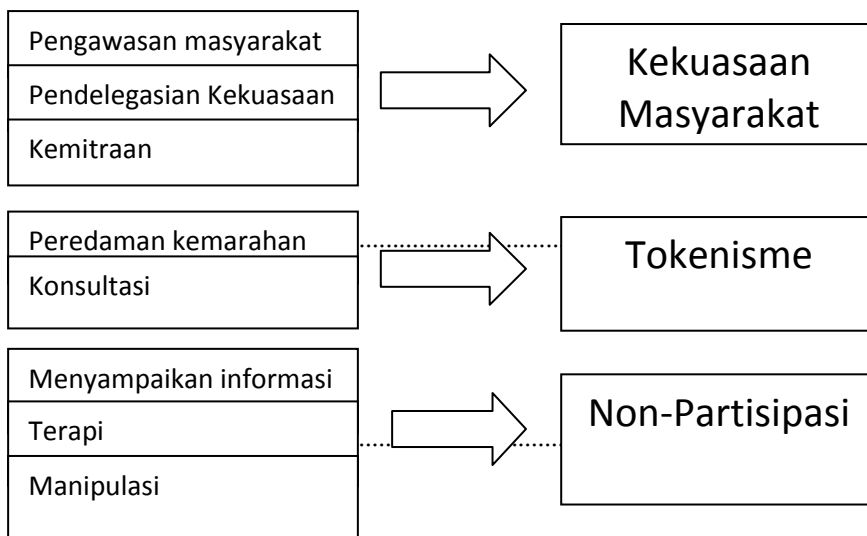 Pengawasan masyarakat
Pendelegasian Kekuasaan
Kemitraan
Kekuasaan
Masyarakat
Peredaman kemarahan
Konsultasi
Tokenisme
Menyampaikan informasi
Terapi
Manipulasi
Non-Partisipasi